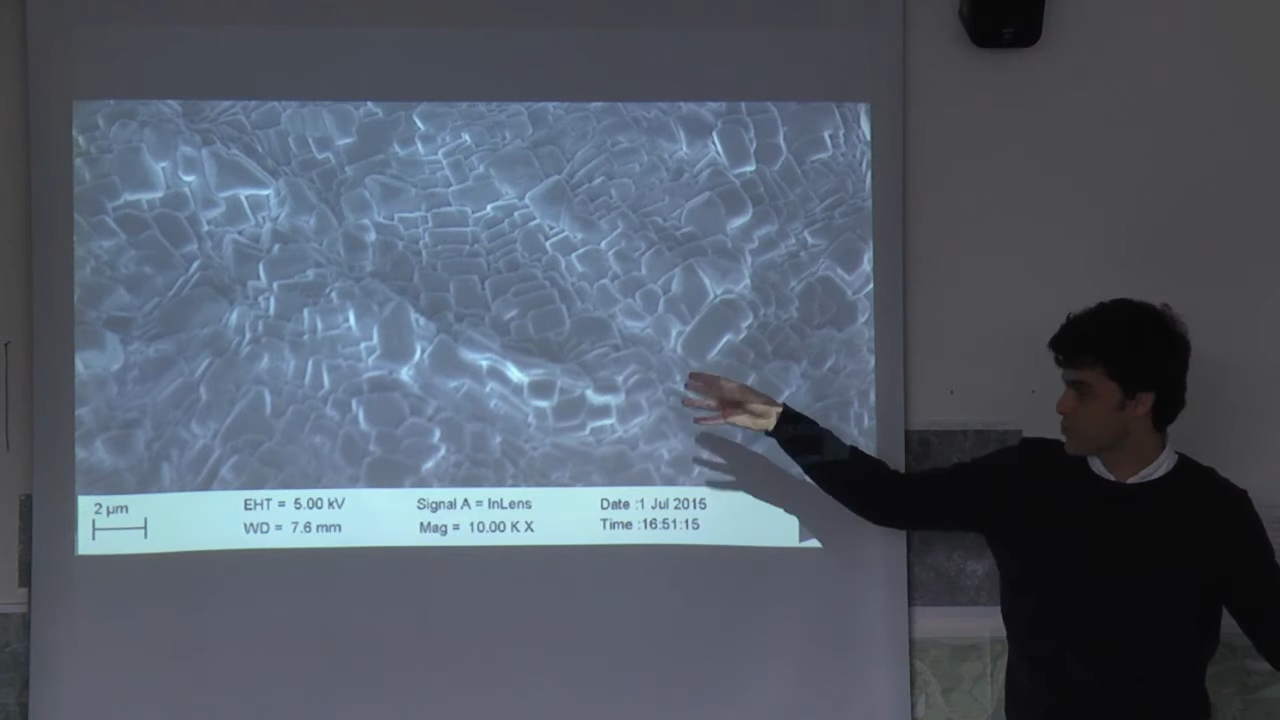 2 µm EHT = 5.00 kV Signal A = InLens Date :1 Jul 2015
WD = 7.6 mm Mag = 10.00 K X Time :16:51:15